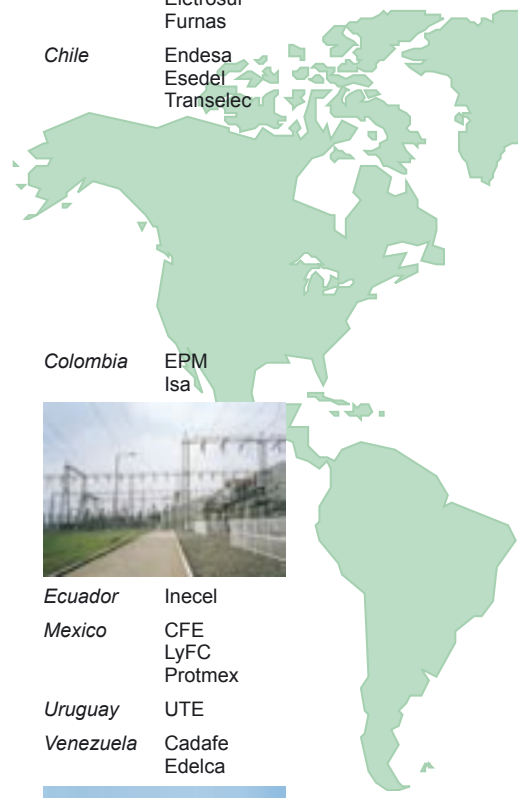 Furnas
Chile Endesa
Esedel
Transelec
Colombia EPM
Isa
Ecuador Inecel
Mexico CFE
LyFC
Protmex
Uruguay UTE
Venezuela Cadafe
Edelca